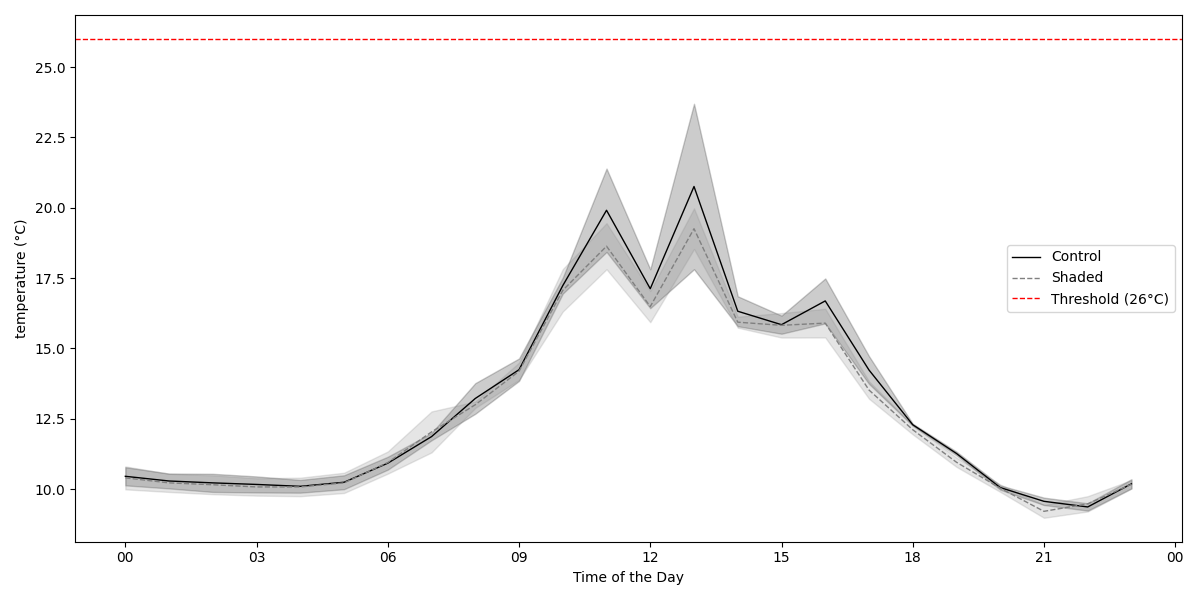 25.0
22.5
20.0
17.5
15.0
12.5
10.0
temperature (°C)
Control
Shaded
Threshold (26°C)
00 03 06 09 12 15 18 21 00
Time of the Day